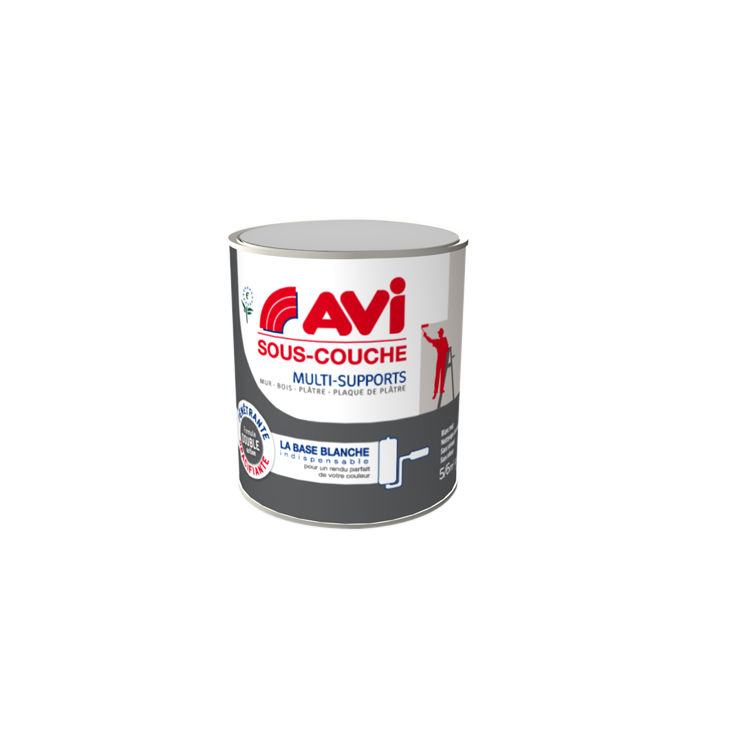 AVI
SOUS-COUCHE
MULTI-SUPPORTS
MUR - BOIS - PLÂTRE - PLAQUE DE PLÂTRE
LA BASE BLANCHE
indispensable
pour un rendu parfait
de votre couleur
formule